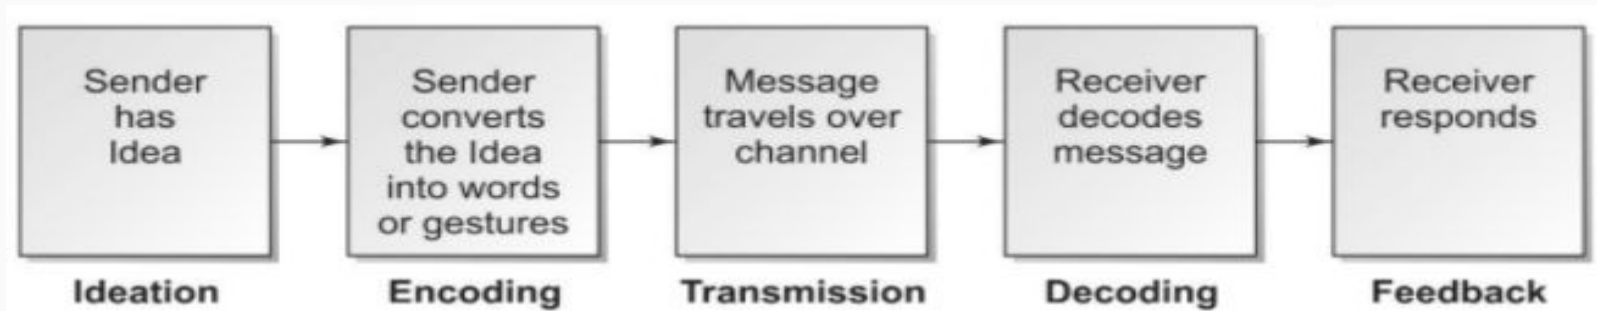 Sender
has
Idea
Ideation
Sender
converts
the Idea
into words
or gestures
Encoding
Message
travels over
channel
Transmission
Receiver
decodes
message
Decoding
Receiver
responds
Feedback